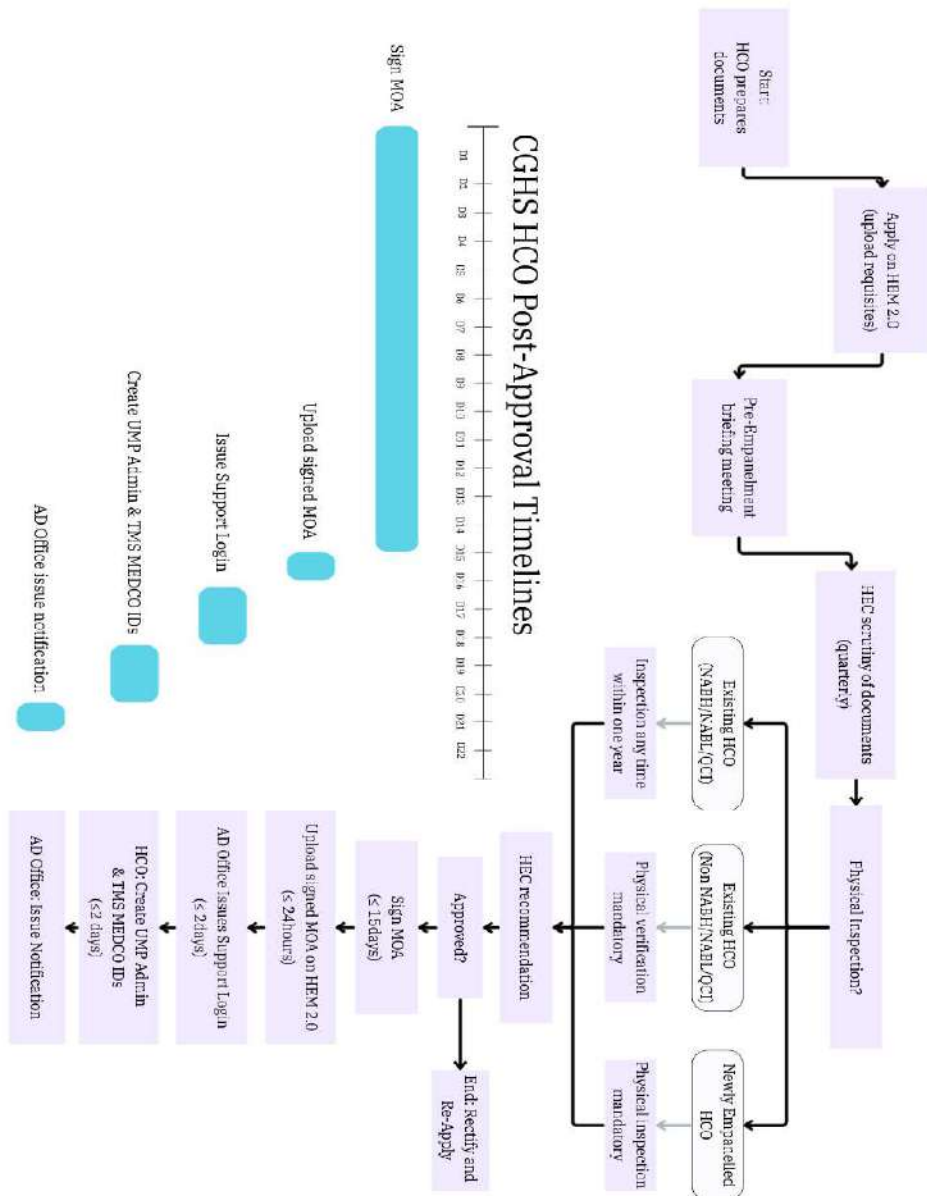 Start:
HCO prepares
documents
Apply on HEM 2.0
(upload requisites)
Pre-Empanelment
briefing meeting
HEC scrutiny of documents
(quarterly)
Physical Inspection?
Existing HCO
(NABH/NABL/QCI)
Existing HCO
(Non NABH/NABL/QCI)
Newly Empanelled
HCO
Inspection any time
within one year
Physical verification
mandatory
Physical inspection
mandatory
HEC recommendation
Approved?
End: Rectify and
Re-Apply
Sign MOA
(≤ 15days)
Upload signed MOA on HEM 2.0
(≤ 24hours)
AD Office Issues Support Login
(≤ 2days)
HCO: Create UMP Admin
& TMS MEDCO IDs
(≤2 days)
AD Office: Issue Notification
CGHS HCO Post-Approval Timelines
D1 D2 D3 D4 D5 D6 D7 D8 D9 D10 D11 D12 D13 D14 D15 D16 D17 D18 D19 D20 D21 D22
Sign MOA
Upload signed MOA
Issue Support Login
Create UMP Admin & TMS MEDCO IDs
AD Office issue notification